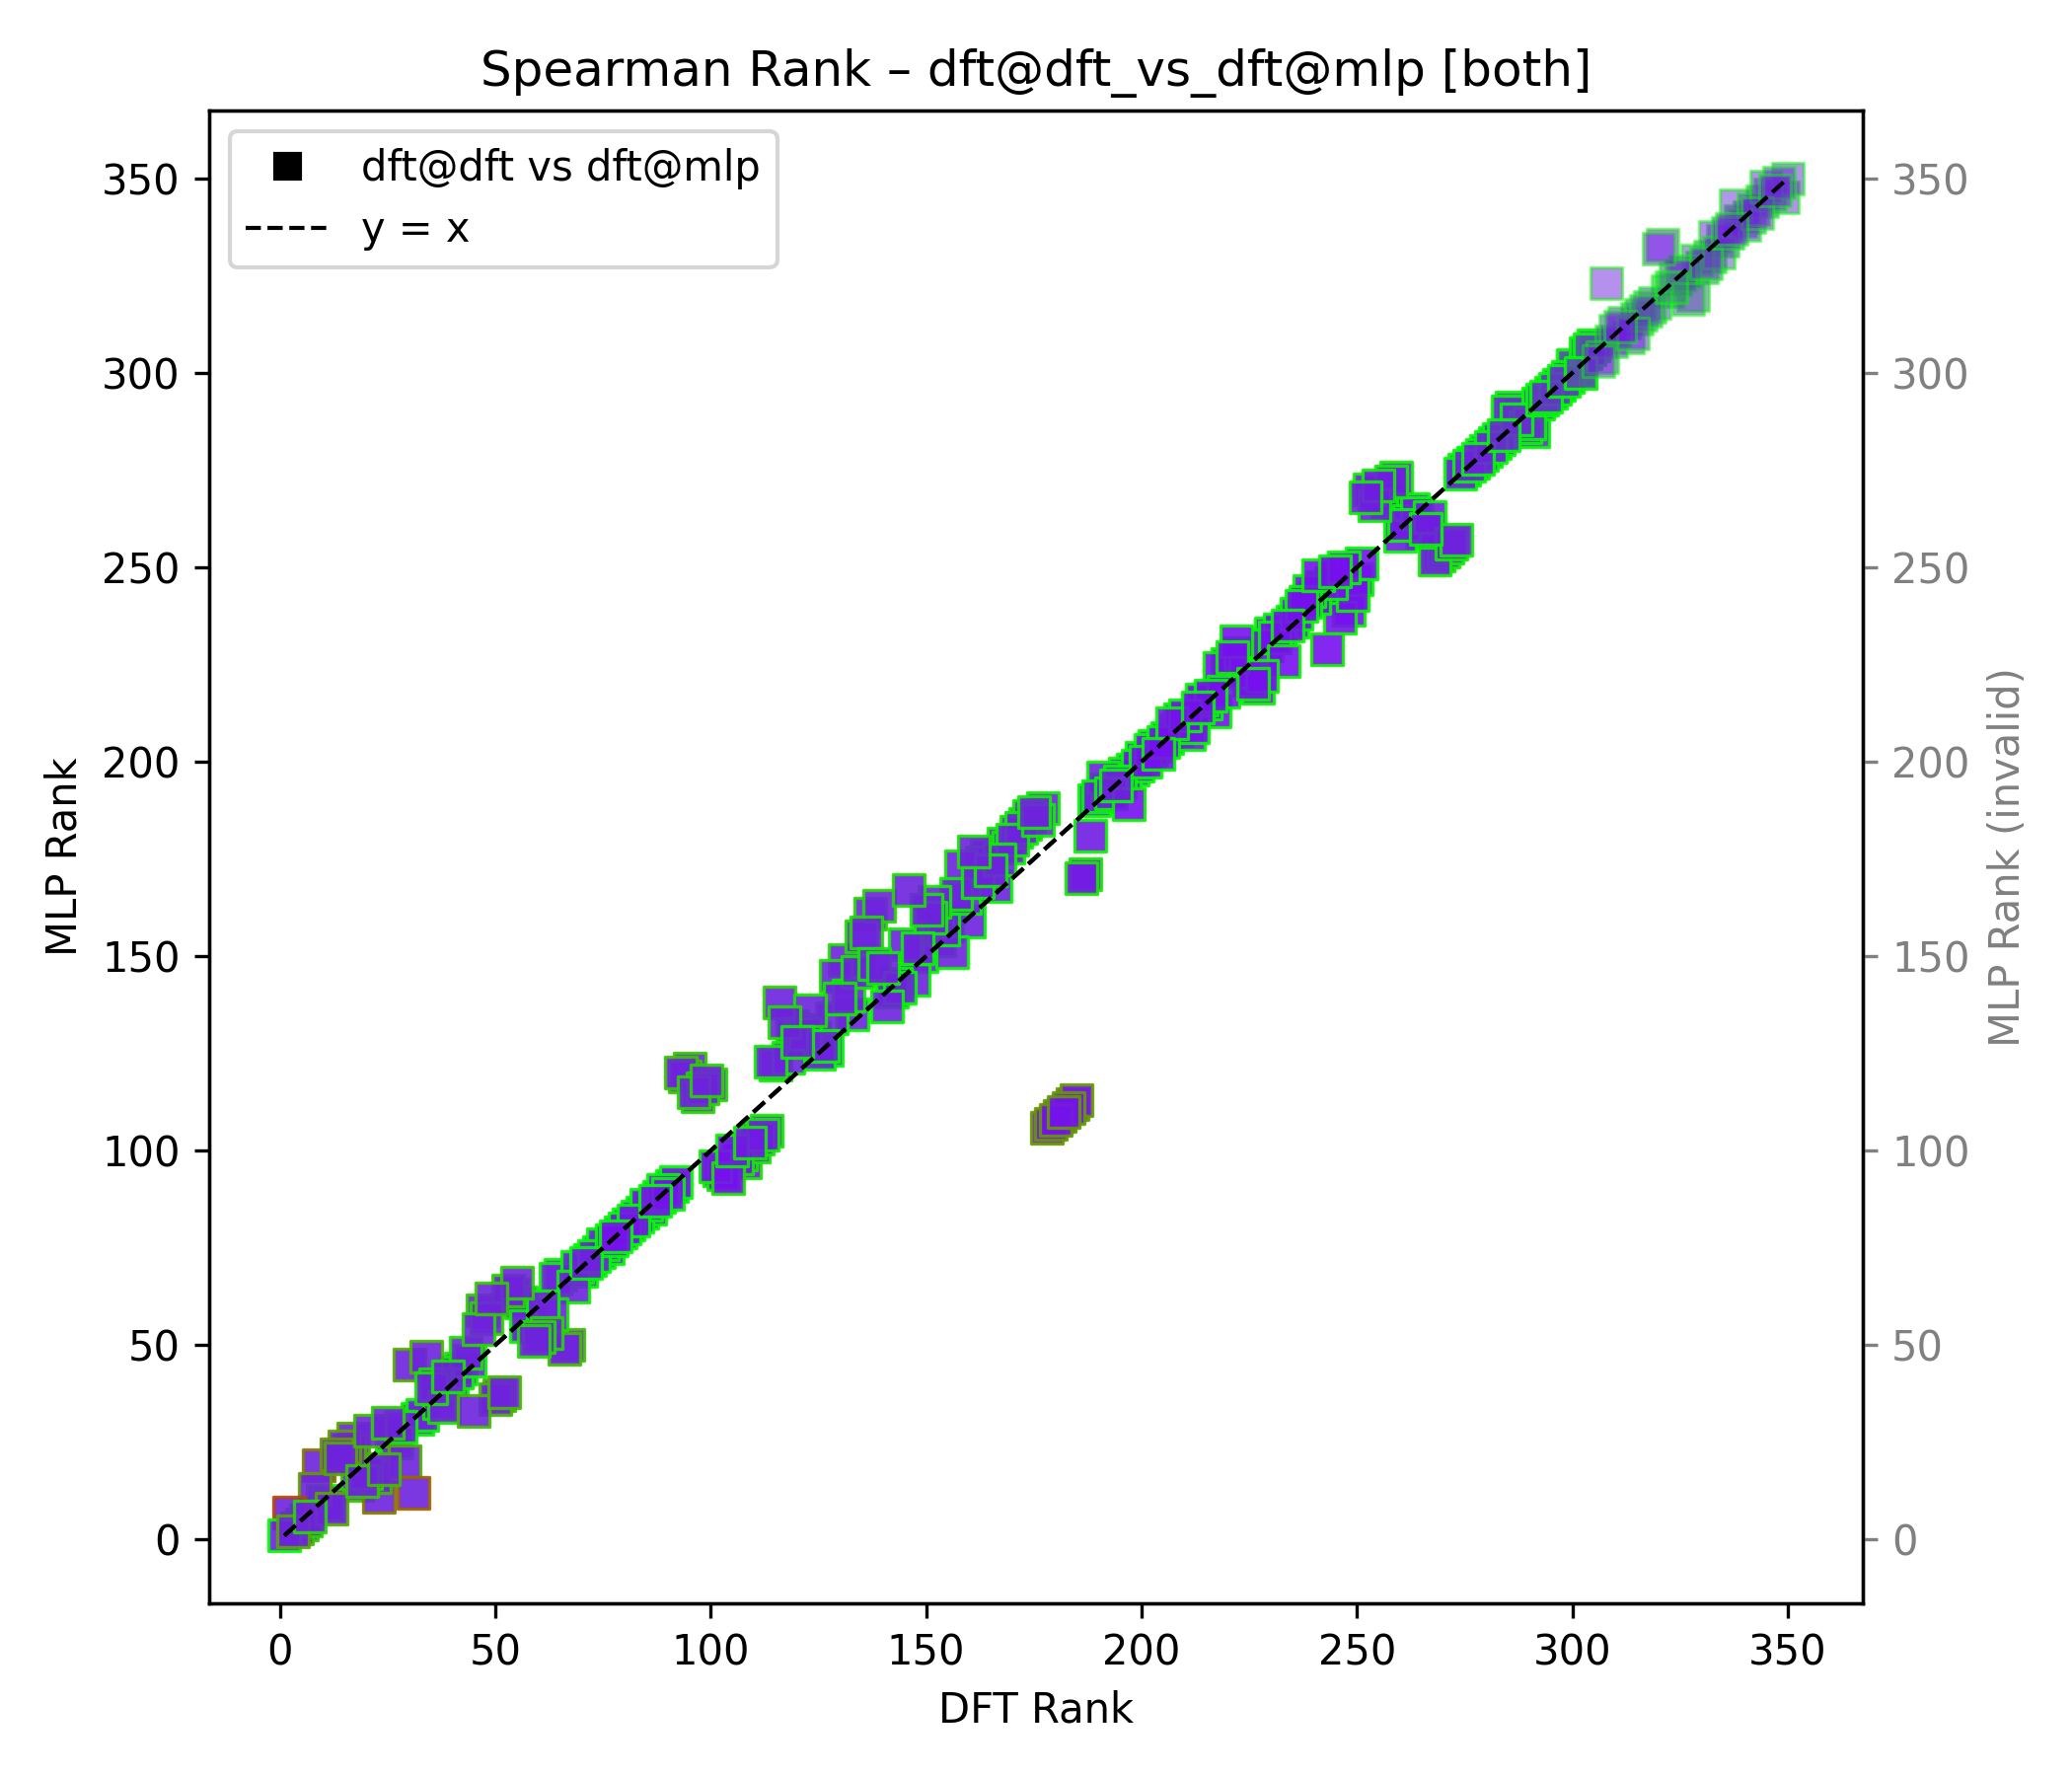 Spearman Rank – dft@dft_vs_dft@mlp [both]
dft@dft vs dft@mlp
y = x
MLP Rank
350
300
250
200
150
100
50
0
350
300
250
200
150
100
50
0
MLP Rank (invalid)
0 50 100 150 200 250 300 350
DFT Rank